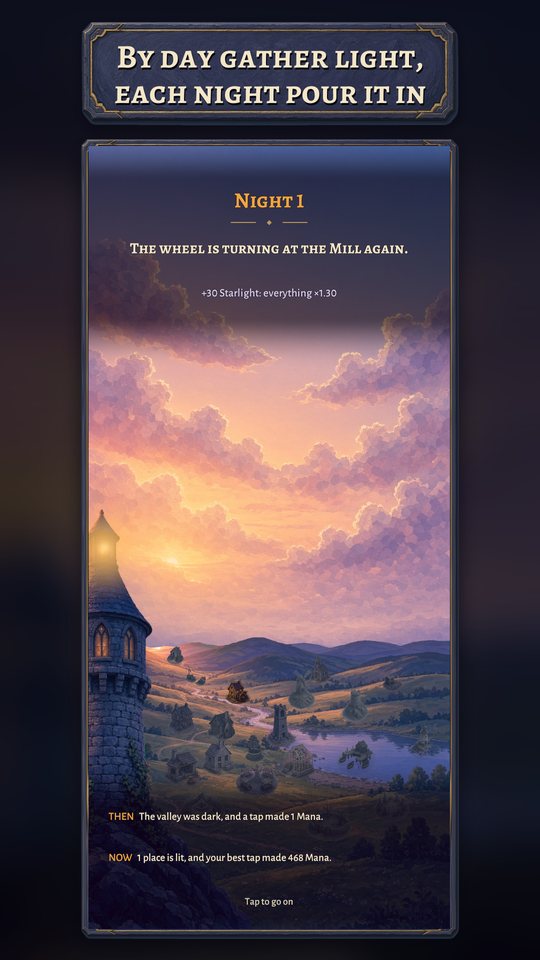 By day gather light,
each night pour it in
Night 1
The wheel is turning at the Mill again.
+30 Starlight: everything ×1.30
THEN The valley was dark, and a tap made 1 Mana.
NOW 1 place is lit, and your best tap made 468 Mana.
Tap to go on